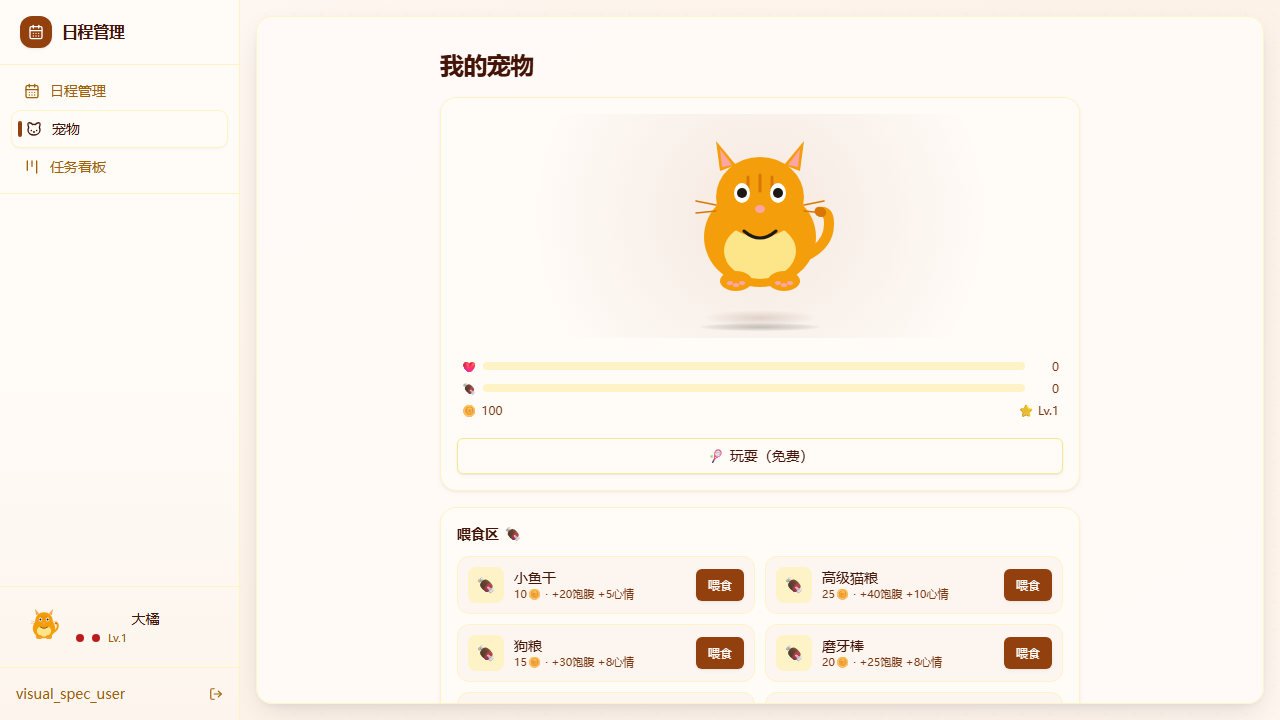 日程管理
日程管理
宠物
任务看板
大橘
Lv.1
visual_spec_user
我的宠物
0
0
100
Lv.1
玩耍（免费）
喂食区
小鱼干
10 · +20饱腹 +5心情
喂食
高级猫粮
25 · +40饱腹 +10心情
喂食
狗粮
15 · +30饱腹 +8心情
喂食
磨牙棒
20 · +25饱腹 +8心情
喂食